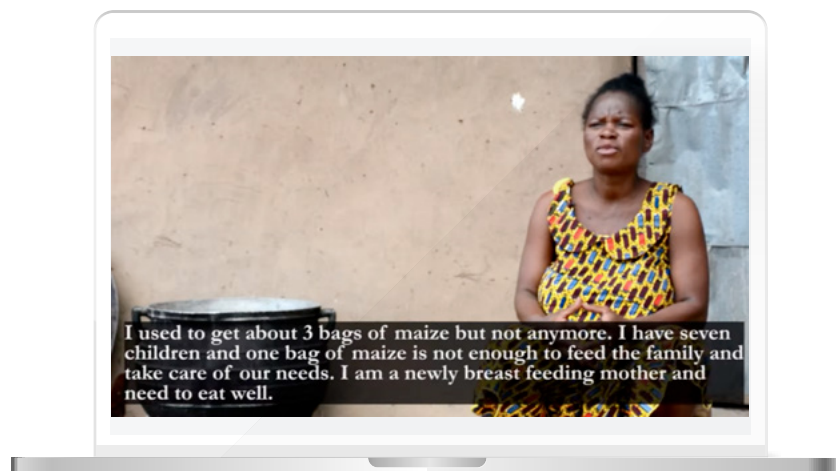 I used to get about 3 bags of maize but not anymore. I have seven
children and one bag of maize is not enough to feed the family and
take care of our needs. I am a newly breast feeding mother and
need to eat well.